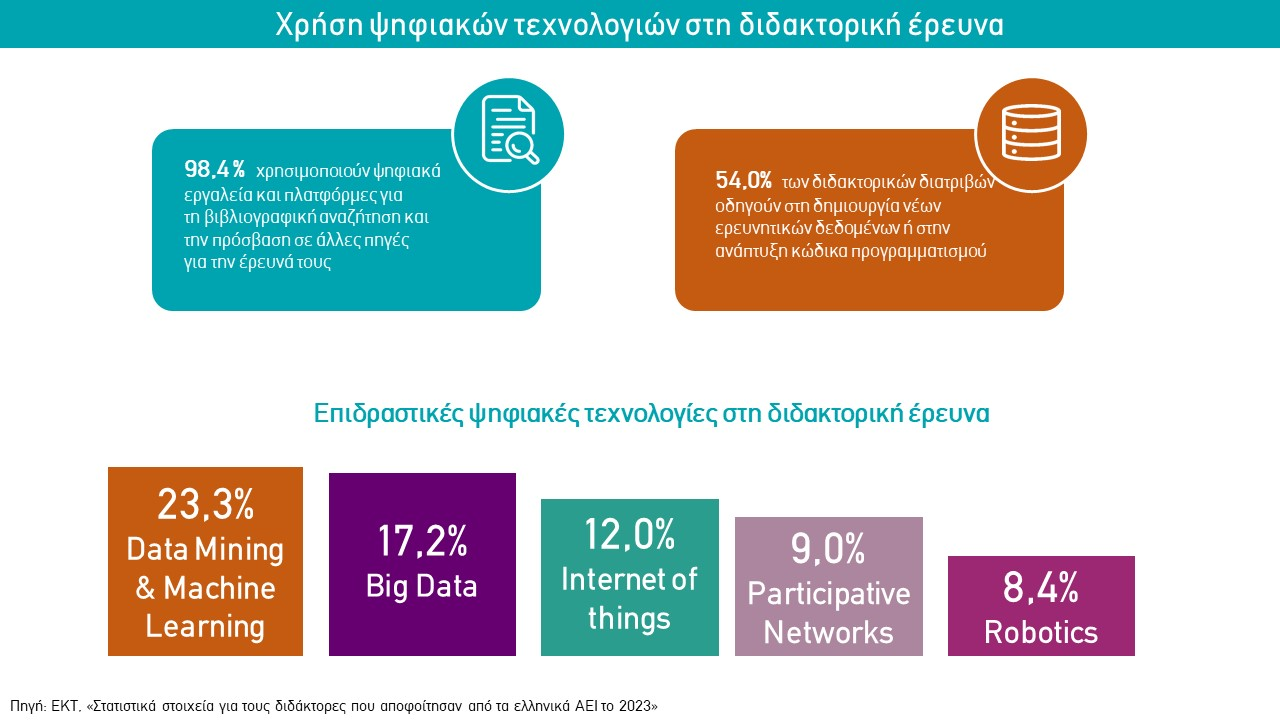 Χρήση ψηφιακών τεχνολογιών στη διδακτορική έρευνα
98,4% χρησιμοποιούν ψηφιακά
εργαλεία και πλατφόρμες για
τη βιβλιογραφική αναζήτηση και
την πρόσβαση σε άλλες πηγές
για την έρευνά τους
54,0% των διδακτορικών διατριβών
οδηγούν στη δημιουργία νέων
ερευνητικών δεδομένων ή στην
ανάπτυξη κώδικα προγραμματισμού
Επιδραστικές ψηφιακές τεχνολογίες στη διδακτορική έρευνα
23,3%
Data Mining
& Machine
Learning
17,2%
Big Data
12,0%
Internet of
things
9,0%
Participative
Networks
8,4%
Robotics
Πηγή: ΕΚΤ, «Στατιστικά στοιχεία για τους διδάκτορες που αποφοίτησαν από τα ελληνικά ΑΕΙ το 2023»